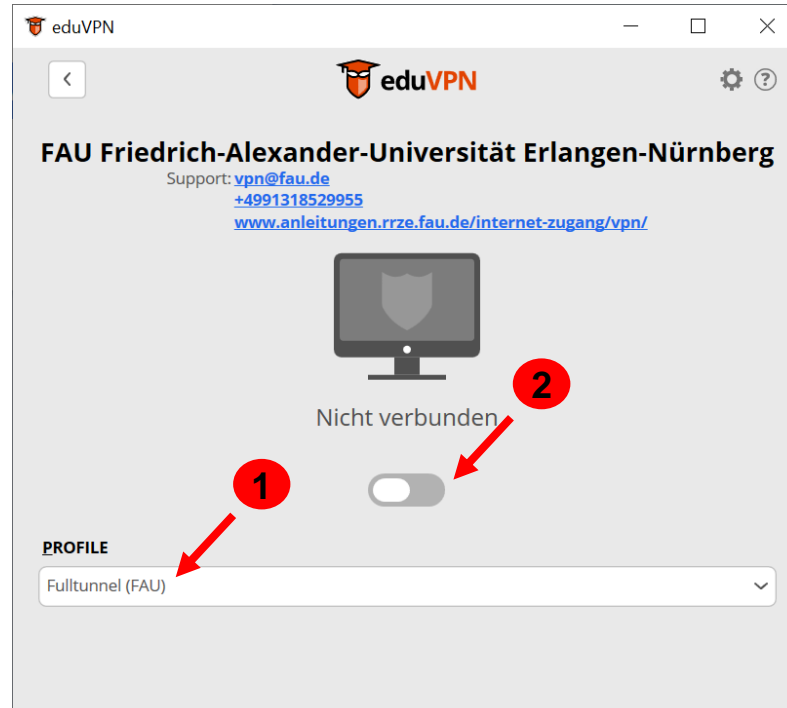 eduVPN
eduVPN
FAU Friedrich-Alexander-Universität Erlangen-Nürnberg
Support: vpn@fau.de
+4991318529955
www.anleitungen.rrze.fau.de/internet-zugang/vpn/
2
Nicht verbunden
1
PROFILE
Fulltunnel (FAU)